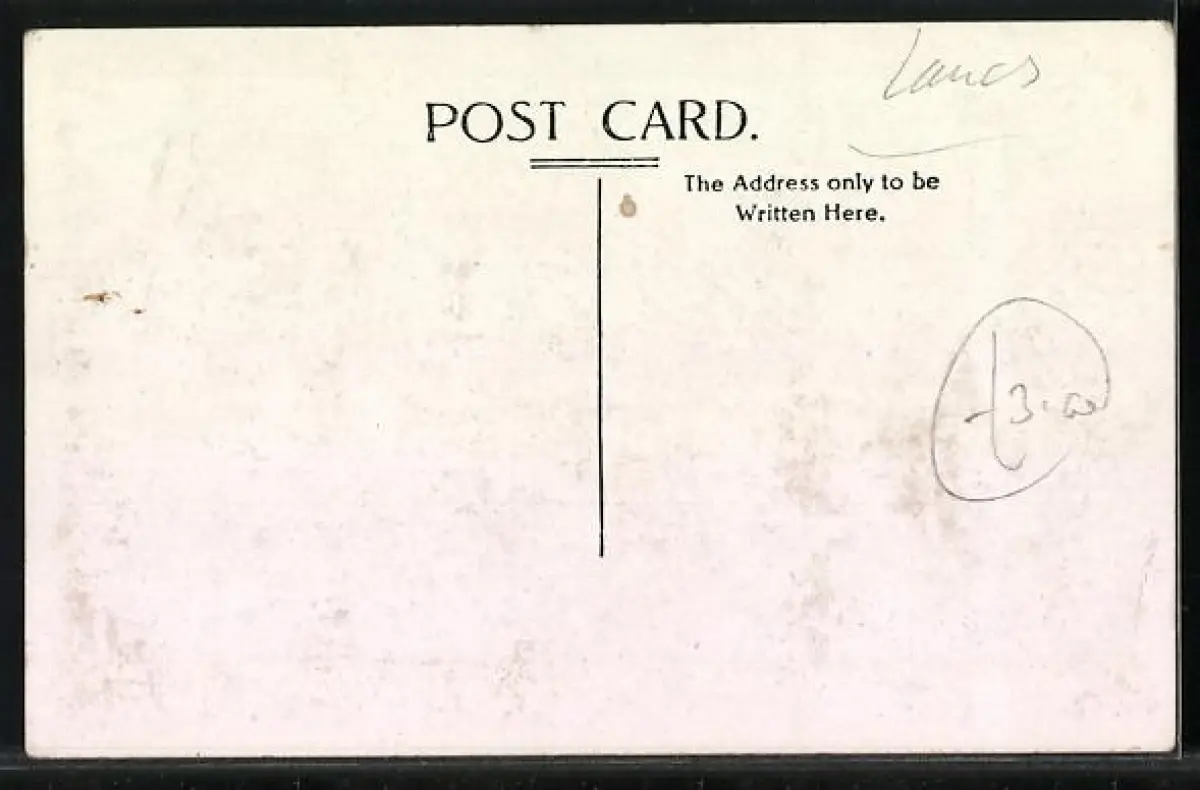 Lancs
POST CARD.
The Address only to be
Written Here.
£3.00